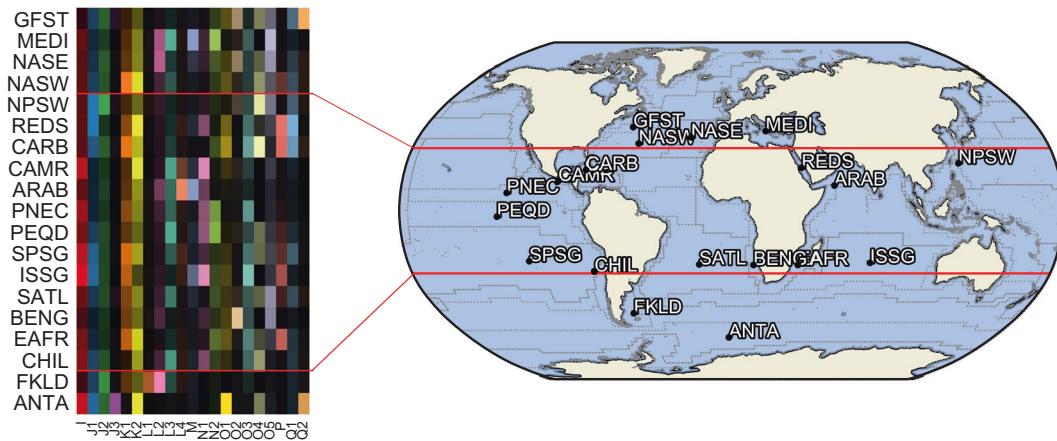 GFST
MEDI
NASE
NASW
NPSW
REDS
CARB
CAMR
ARAB
PNEC
PEQD
SPSG
ISSG
SATL
BENG
EAFR
CHIL
FKLD
ANTA
I J1 J2 J3 K1 K2 L1 L2 L3 L4 M N1 N2 O1 O2 O3 O4 O5 P Q1 Q2
GFST
MEDI
NASW
NASE
CARB
REDS
NPSW
CAMR
ARAB
PNEC
PEQD
SPSG
CHIL
SATL
BENG
EAFR
ISSG
FKLD
ANTA